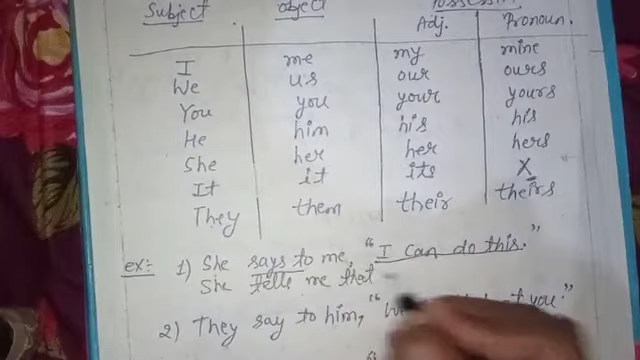 Subject object
Adj. Pronoun.
I me my mine
We us our ours
You you your yours
He him his his
She her her hers
It it its X
They them their theirs
ex:- 1) She says to me, "I can do this."
She tells me that
2) They say to him, you."